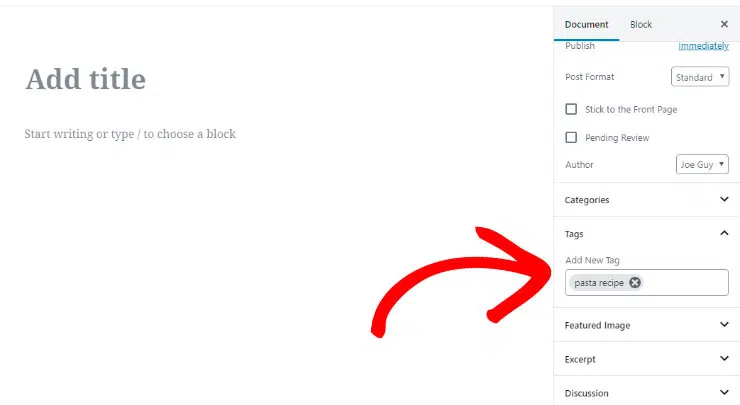 Add title
Start writing or type / to choose a block
Document Block
Publish Immediately
Post Format Standard
Stick to the Front Page
Pending Review
Author Joe Guy
Categories
Tags
Add New Tag
pasta recipe
Featured Image
Excerpt
Discussion